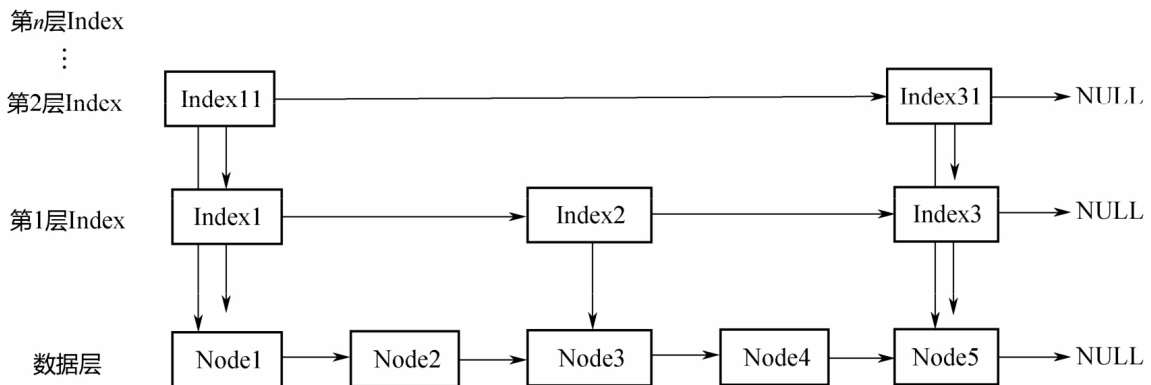 第n层Index
⋮
第2层Index Index11 Index31 NULL
第1层Index Index1 Index2 Index3 NULL
数据层 Node1 Node2 Node3 Node4 Node5 NULL